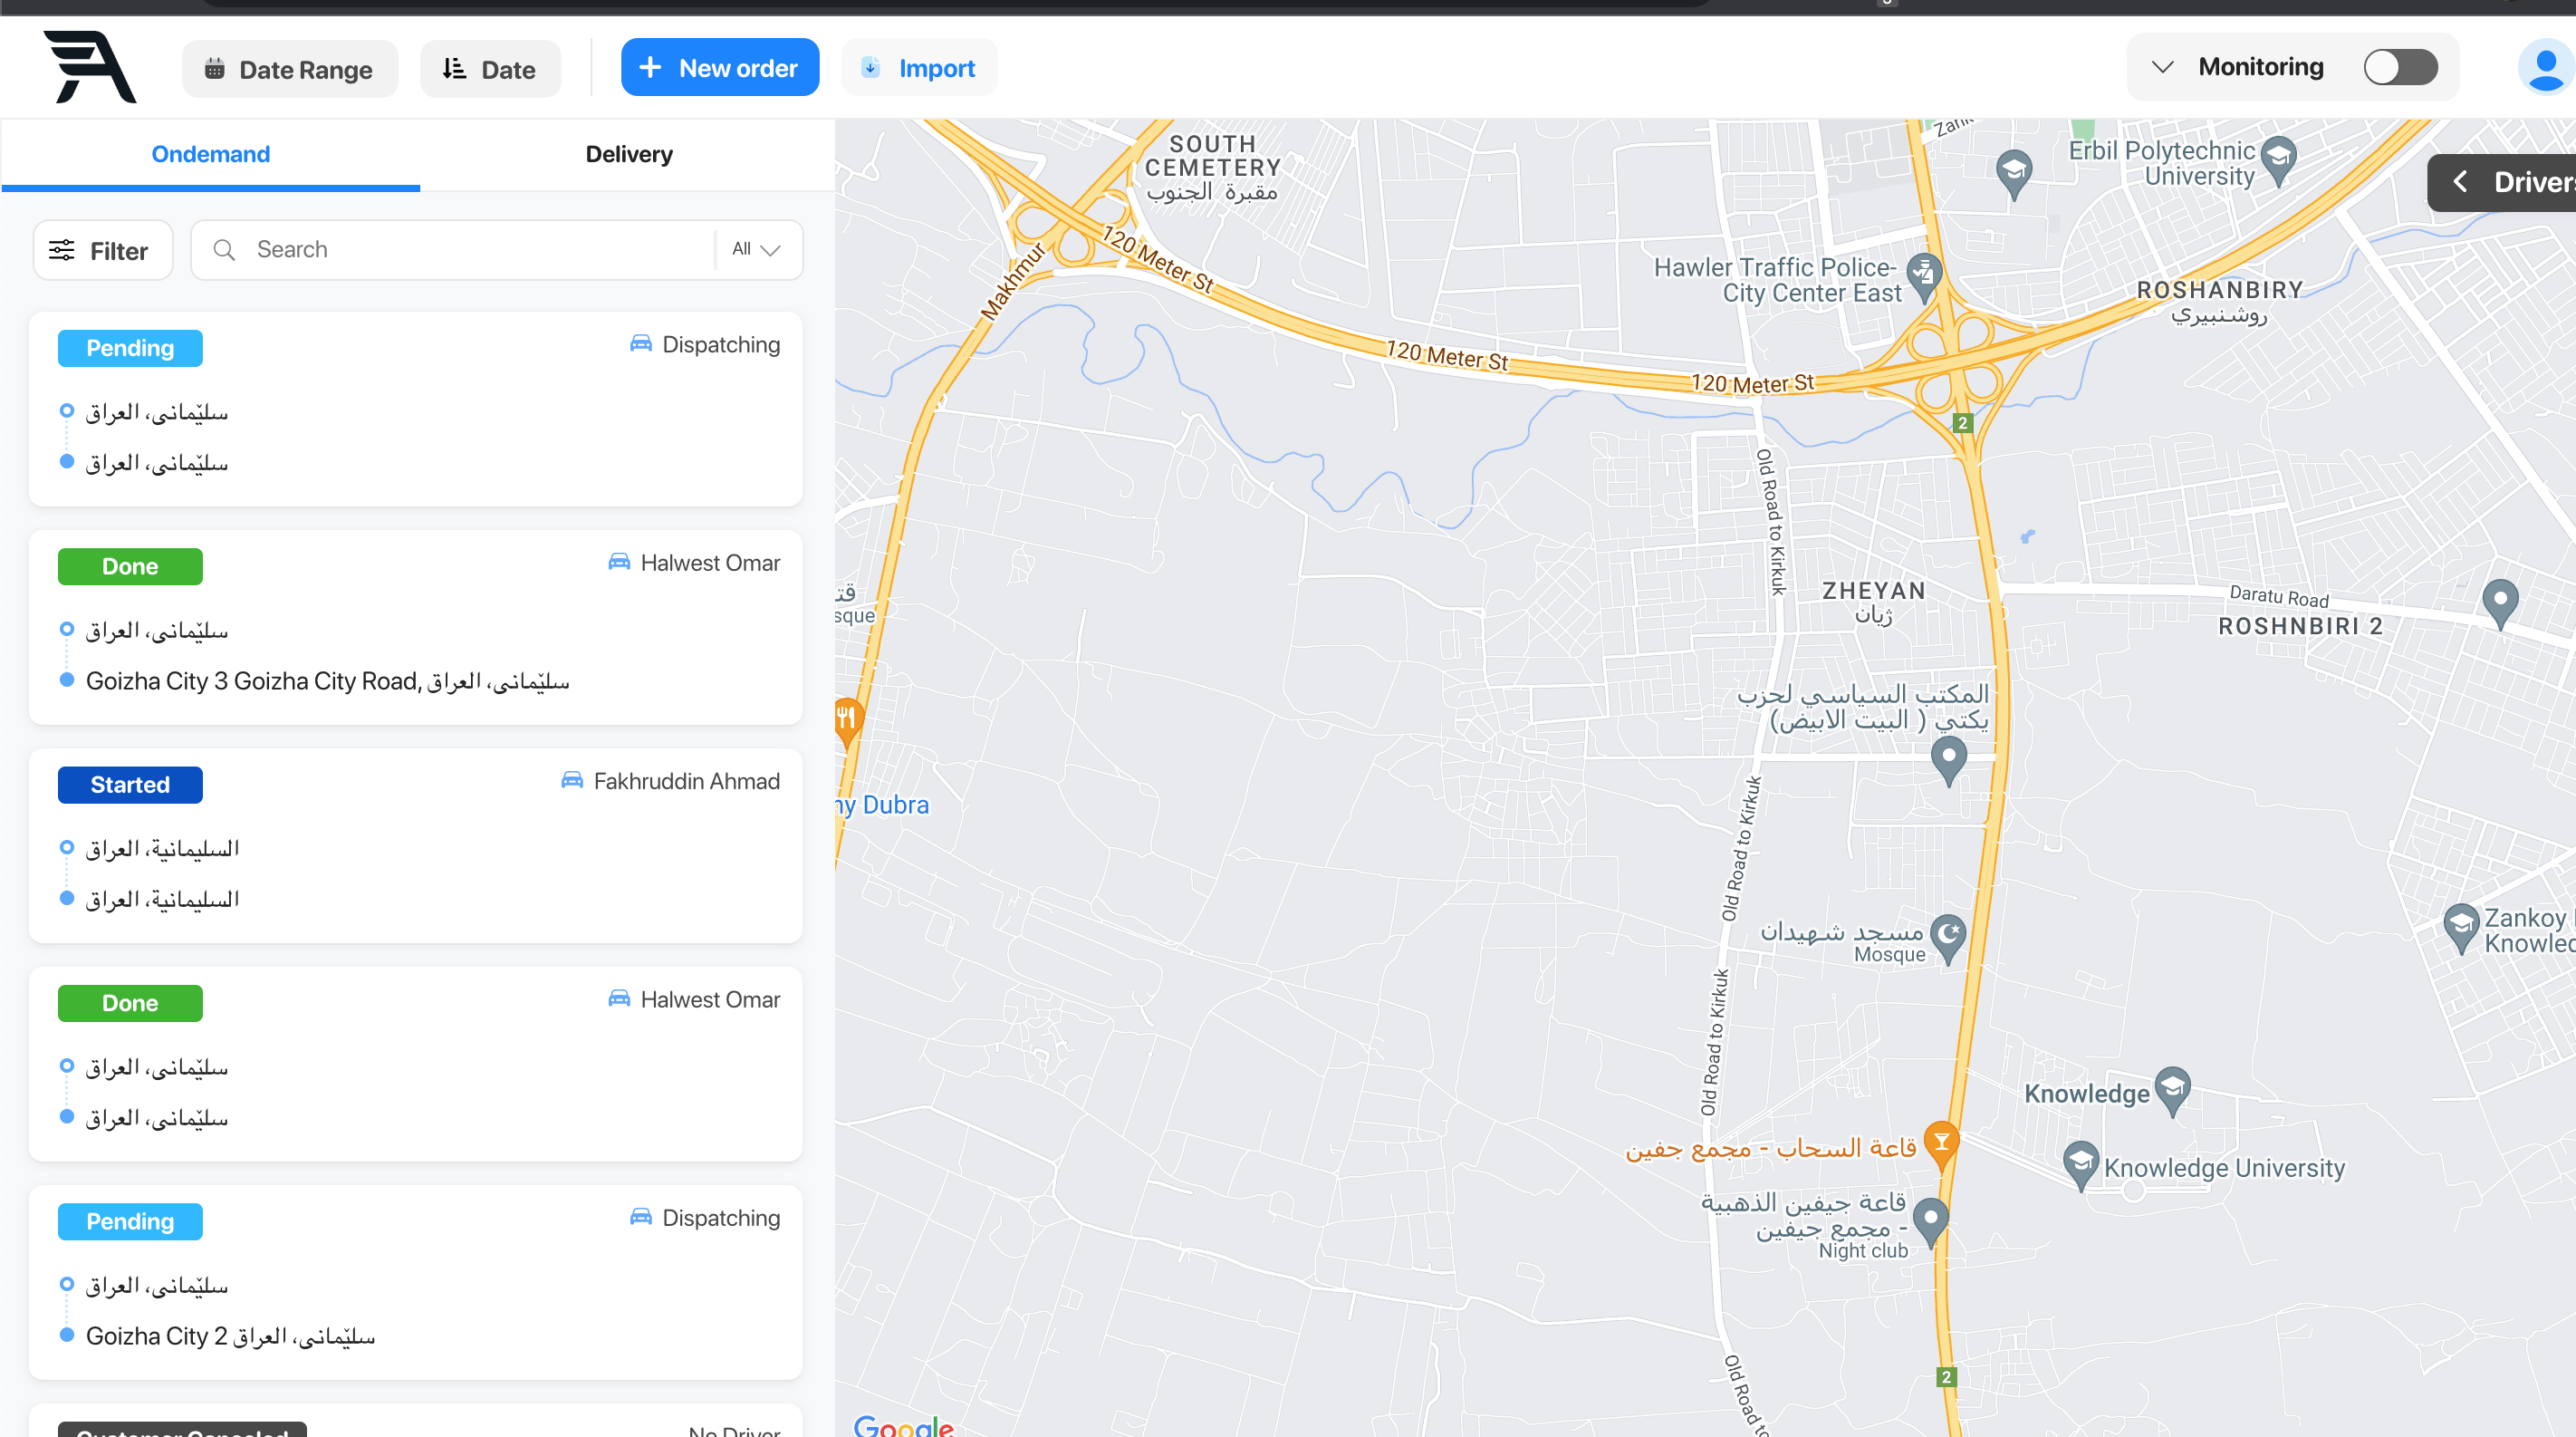 Date Range
Date
New order
Import
Monitoring
Ondemand
Delivery
Filter
Search
All
Pending
Dispatching
سلێمانی، العراق
سلێمانی، العراق
Done
Halwest Omar
سلێمانی، العراق
Goizha City 3 Goizha City Road, سلێمانی، العراق
Started
Fakhruddin Ahmad
السليمانية، العراق
السليمانية، العراق
Done
Halwest Omar
سلێمانی، العراق
سلێمانی، العراق
Pending
Dispatching
سلێمانی، العراق
Goizha City 2 سلێمانی، العراق
Customer Canceled
No Driver
SOUTH
CEMETERY
مقبرة الجنوب
Erbil Polytechnic
University
Drivers
Makhmur
120 Meter St
Hawler Traffic Police-
City Center East
ROSHANBIRY
روشنبيري
120 Meter St
120 Meter St
2
Old Road to Kirkuk
ZHEYAN
ژیان
Daratu Road
ROSHNBIRI 2
المكتب السياسي لحزب
يكتي ( البيت الابيض)
Dubra
Old Road to Kirkuk
مسجد شهيدان
Mosque
Zankoy
Old Road to Kirkuk
Knowledge
قاعة السحاب - مجمع جفين
Knowledge University
قاعة جيفين الذهبية
- مجمع جيفين
Night club
2
Old Road to
Google